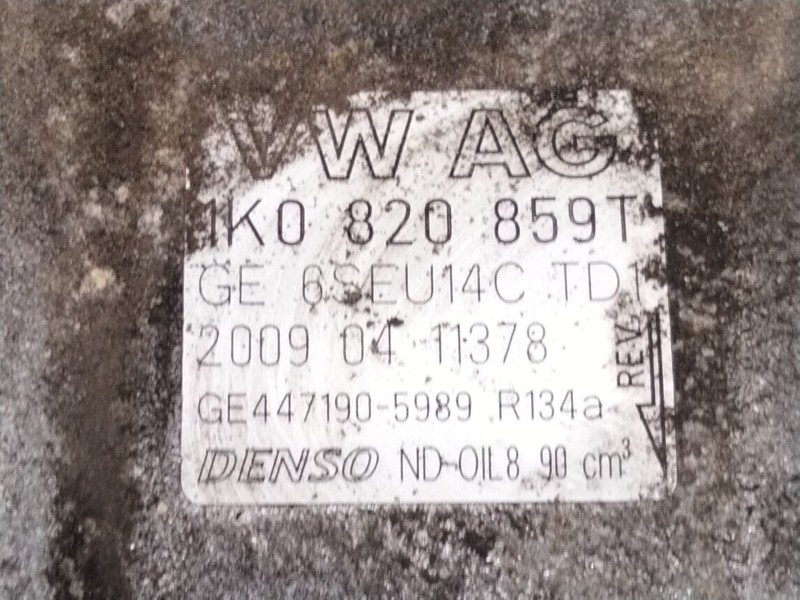 VW AG
1K0 820 859T
GE 6SEU14C TD1
2009 04 11378
GE447190-5989 R134a
DENSO ND-OIL8 90 cm³
REV.